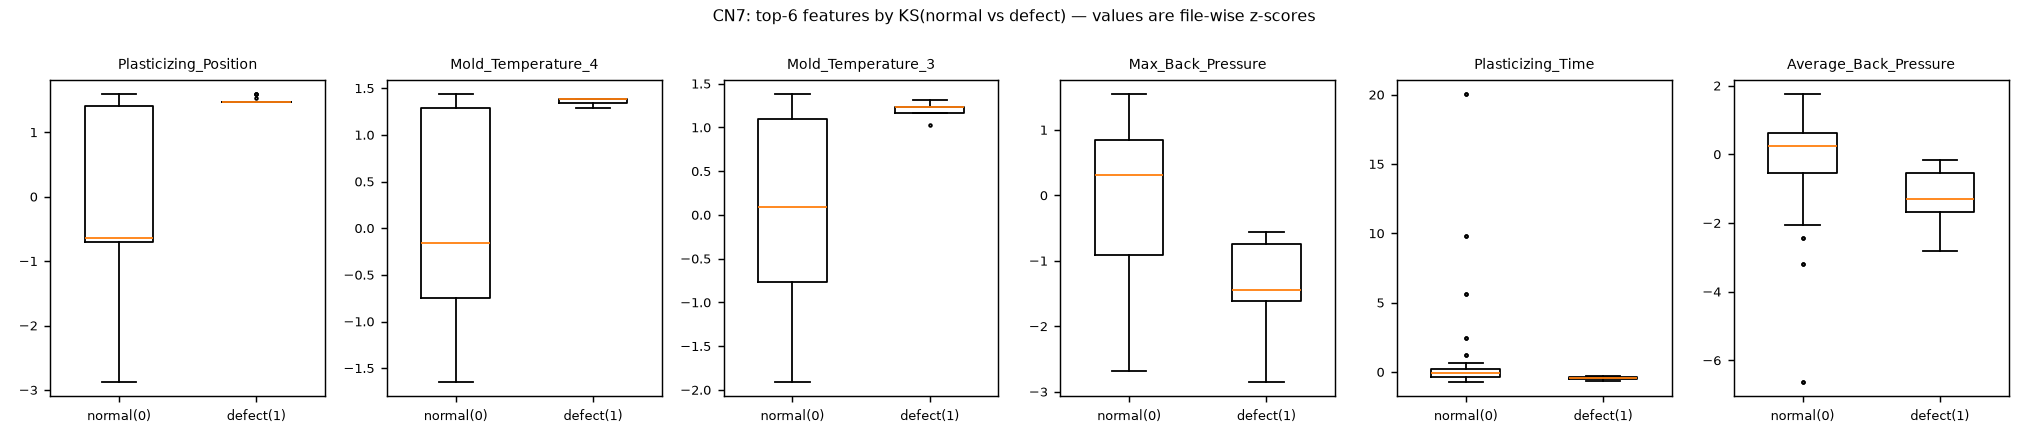 CN7: top-6 features by KS(normal vs defect) — values are file-wise z-scores
Plasticizing_Position
1
0
−1
−2
−3
normal(0) defect(1)
Mold_Temperature_4
1.5
1.0
0.5
0.0
−0.5
−1.0
−1.5
normal(0) defect(1)
Mold_Temperature_3
1.5
1.0
0.5
0.0
−0.5
−1.0
−1.5
−2.0
normal(0) defect(1)
Max_Back_Pressure
1
0
−1
−2
−3
normal(0) defect(1)
Plasticizing_Time
20
15
10
5
0
normal(0) defect(1)
Average_Back_Pressure
2
0
−2
−4
−6
normal(0) defect(1)